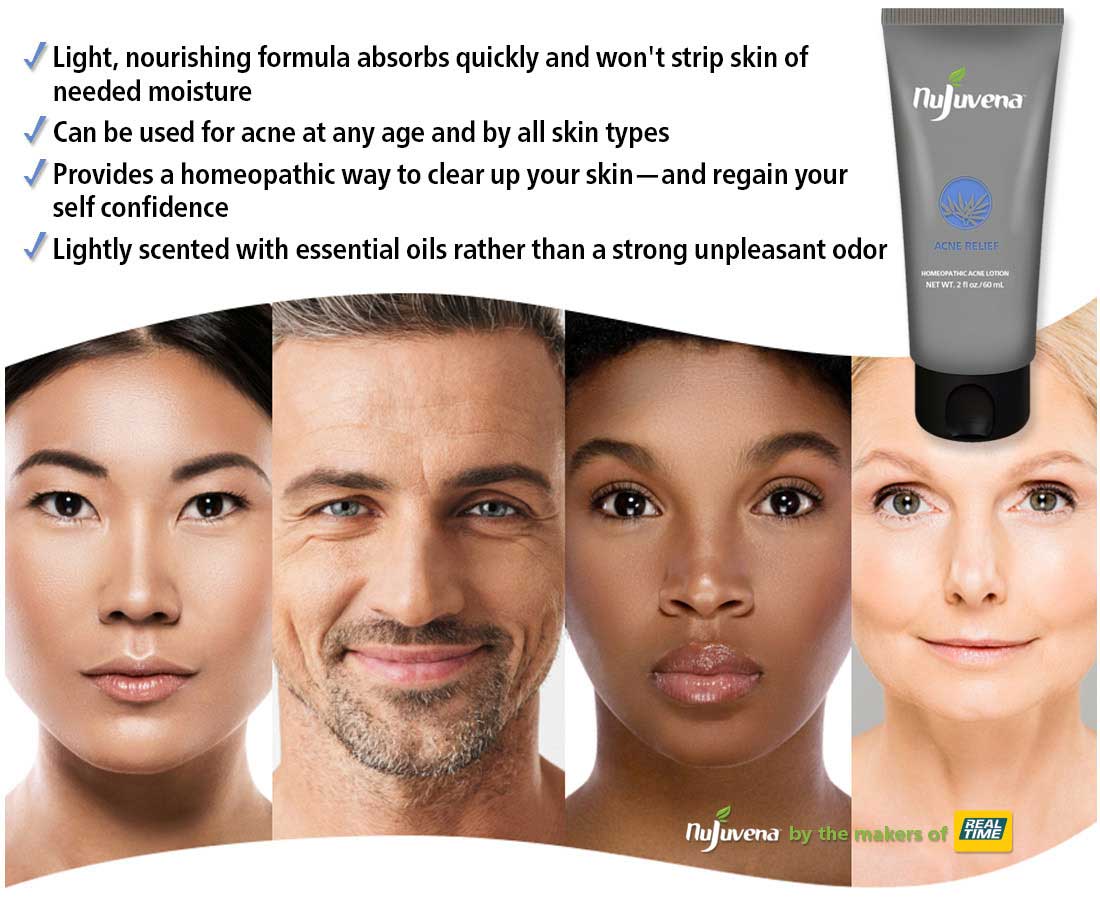 Light, nourishing formula absorbs quickly and won't strip skin of
needed moisture
Can be used for acne at any age and by all skin types
Provides a homeopathic way to clear up your skin—and regain your
self confidence
Lightly scented with essential oils rather than a strong unpleasant odor
NuJuvena™
ACNE RELIEF
HOMEOPATHIC ACNE LOTION
NET WT. 2 fl oz./60 mL
NuJuvena™ by the makers of REAL
TIME